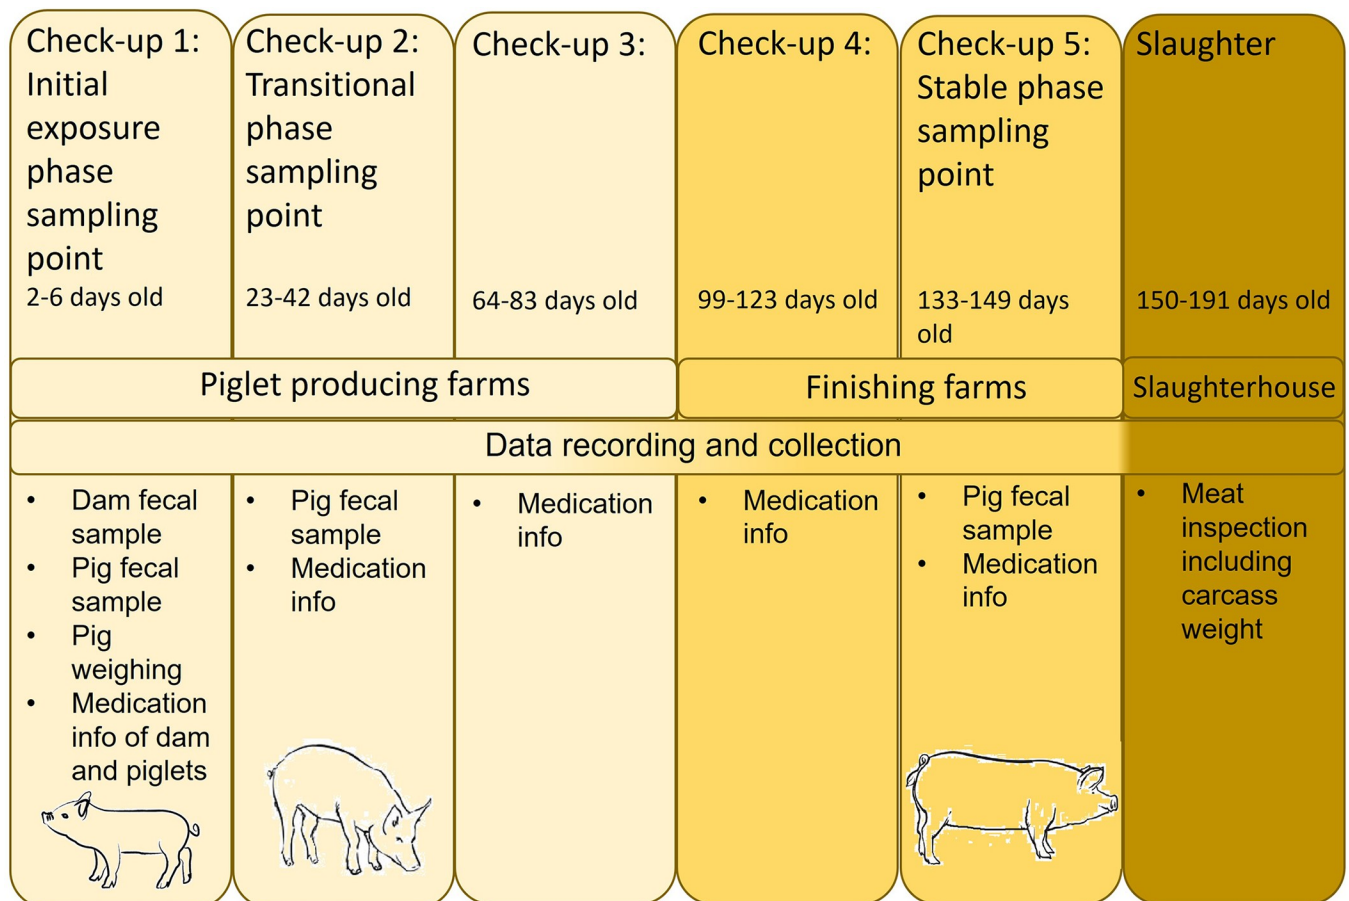 Check-up 1:
Initial
exposure
phase
sampling
point
2-6 days old
Check-up 2:
Transitional
phase
sampling
point
23-42 days old
Check-up 3:
64-83 days old
Check-up 4:
99-123 days old
Check-up 5:
Stable phase
sampling
point
133-149 days
old
Slaughter
150-191 days old
Piglet producing farms
Finishing farms
Slaughterhouse
Data recording and collection
• Dam fecal
sample
• Pig fecal
sample
• Pig
weighing
• Medication
info of dam
and piglets
• Pig fecal
sample
• Medication
info
• Medication
info
• Medication
info
• Pig fecal
sample
• Medication
info
• Meat
inspection
including
carcass
weight